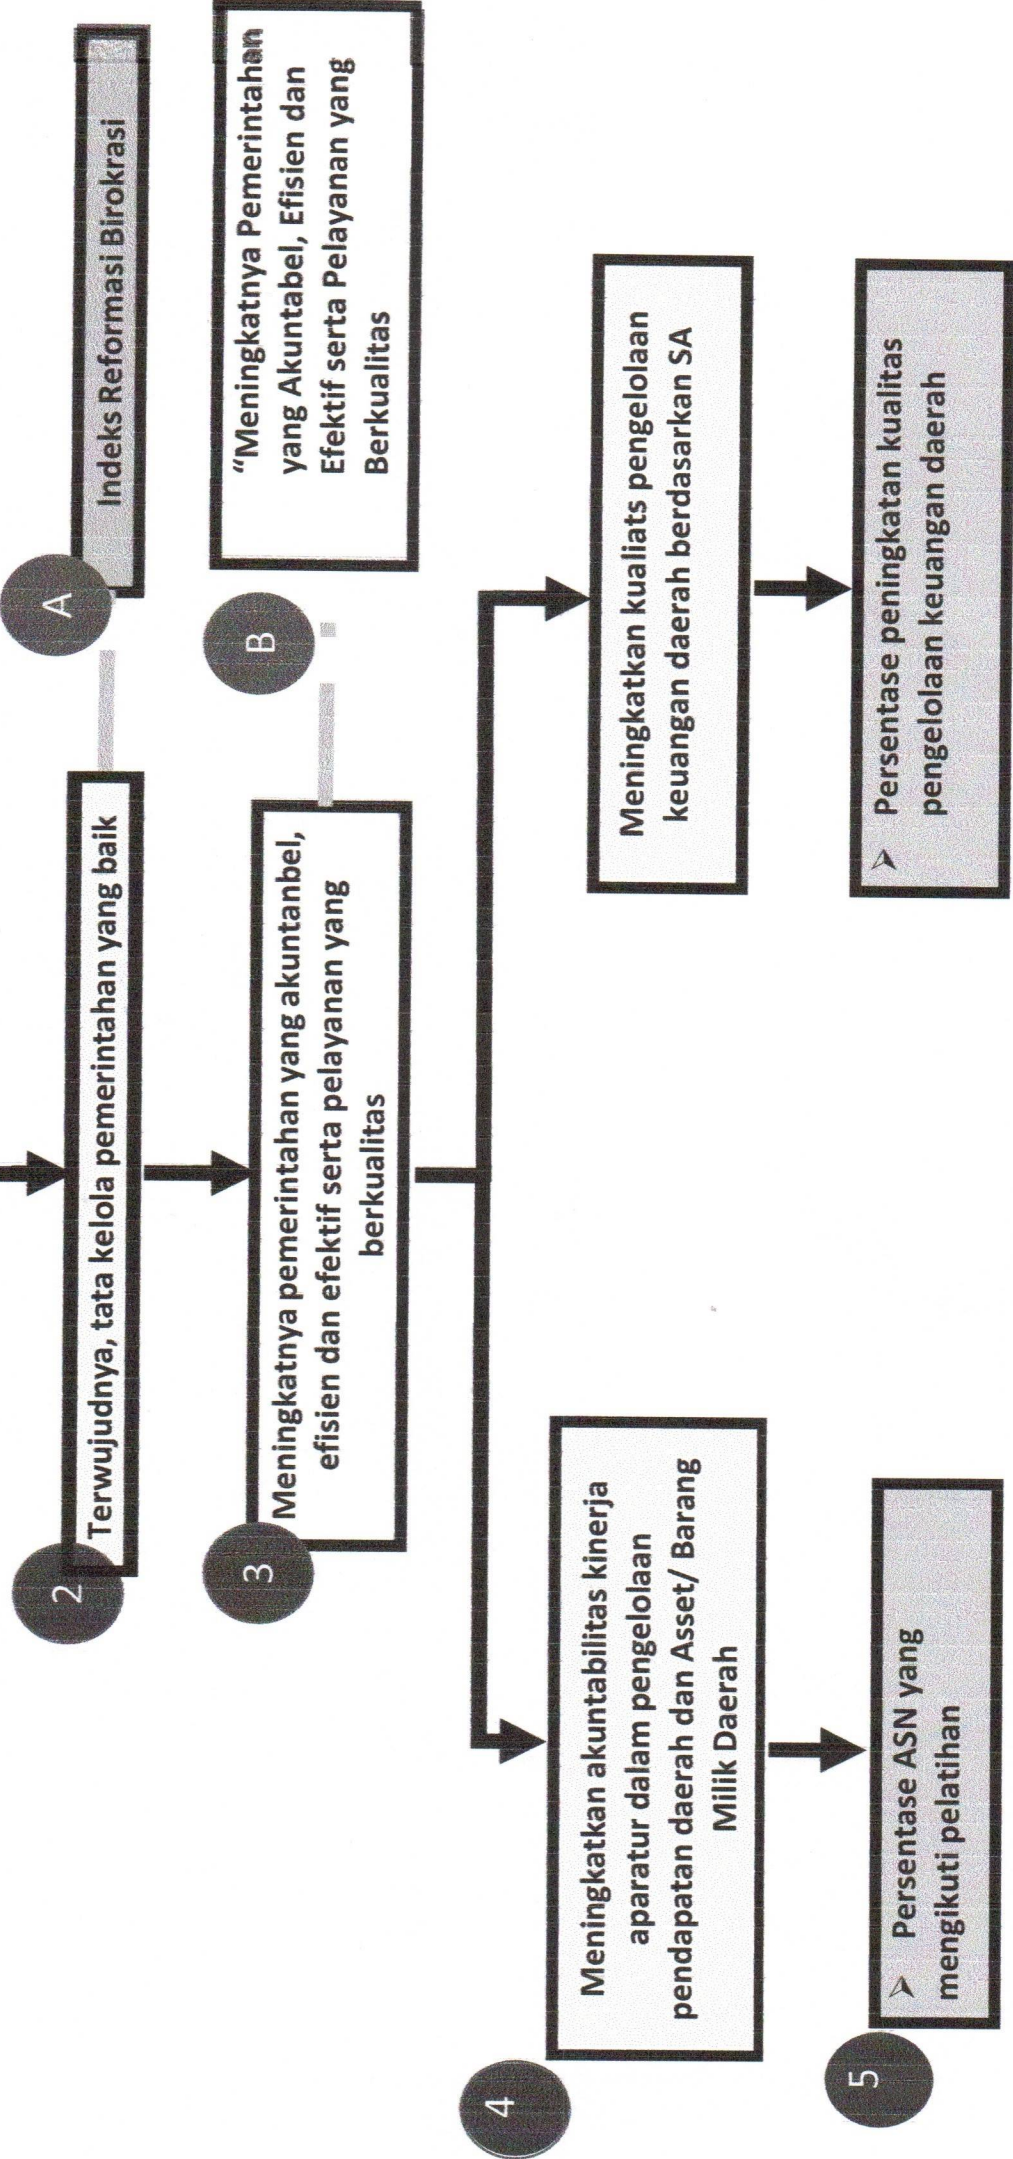 2
Terwujudnya, tata kelola pemerintahan yang baik
A
Indeks Reformasi Birokrasi
3
Meningkatnya pemerintahan yang akuntanbel,
efisien dan efektif serta pelayanan yang
berkualitas
B
“Meningkatnya Pemerintahan
yang Akuntabel, Efisien dan
Efektif serta Pelayanan yang
Berkualitas
4
Meningkatkan akuntabilitas kinerja
aparatur dalam pengelolaan
pendapatan daerah dan Asset/ Barang
Milik Daerah
Meningkatkan kualiats pengelolaan
keuangan daerah berdasarkan SA
5
➢ Persentase ASN yang
mengikuti pelatihan
➢ Persentase peningkatan kualitas
pengelolaan keuangan daerah